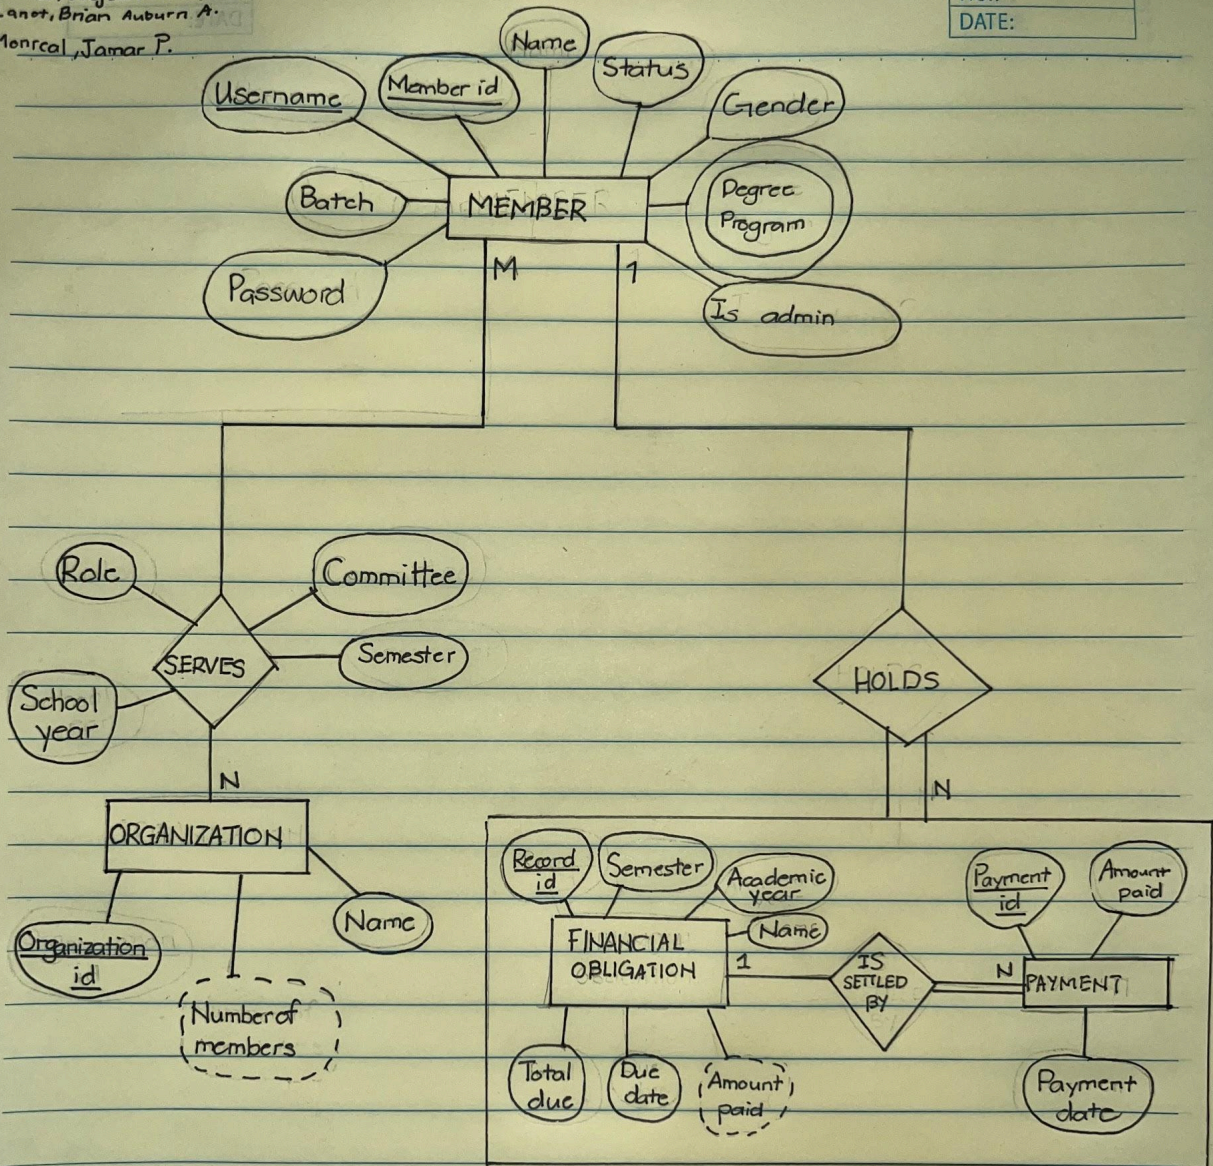 Brian Auburn A.
Jamar P.
DATE:
Name
Status
Member id
Username
Gender
Degree
Program
Batch
MEMBER
Password
M
1
Is admin
Role
Committee
SERVES
Semester
School
year
HOLDS
N
N
ORGANIZATION
Name
Organization
id
Number of
members
Record
id
Semester
Academic
year
Name
FINANCIAL
OBLIGATION
1
IS
SETTLED
BY
N
PAYMENT
Payment
id
Amount
paid
Total
due
Due
date
Amount
paid
Payment
date